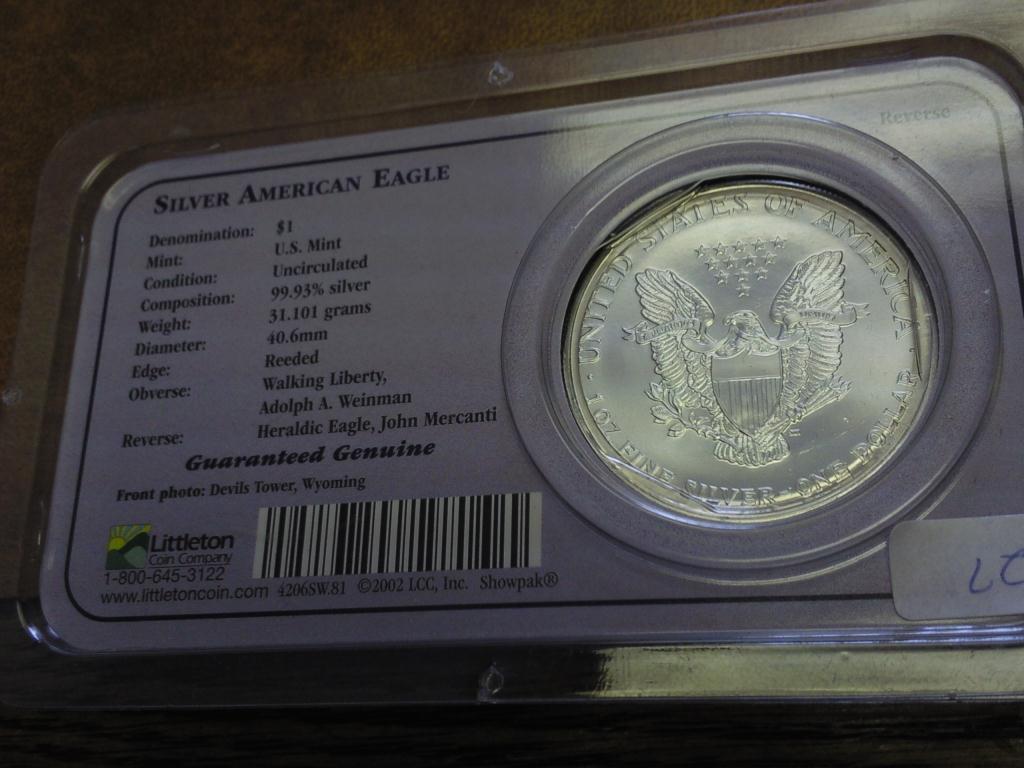 Reverse
SILVER AMERICAN EAGLE
Denomination: $1
Mint: U.S. Mint
Condition: Uncirculated
Composition: 99.93% silver
Weight: 31.101 grams
Diameter: 40.6mm
Edge: Reeded
Obverse: Walking Liberty,
Adolph A. Weinman
Reverse: Heraldic Eagle, John Mercanti
Guaranteed Genuine
Front photo: Devils Tower, Wyoming
Littleton
Coin Company
1-800-645-3122
www.littletoncoin.com 4206SW.81 ©2002 LCC, Inc. Showpak®
UNITED STATES OF AMERICA
1 OZ. FINE SILVER - ONE DOLLAR